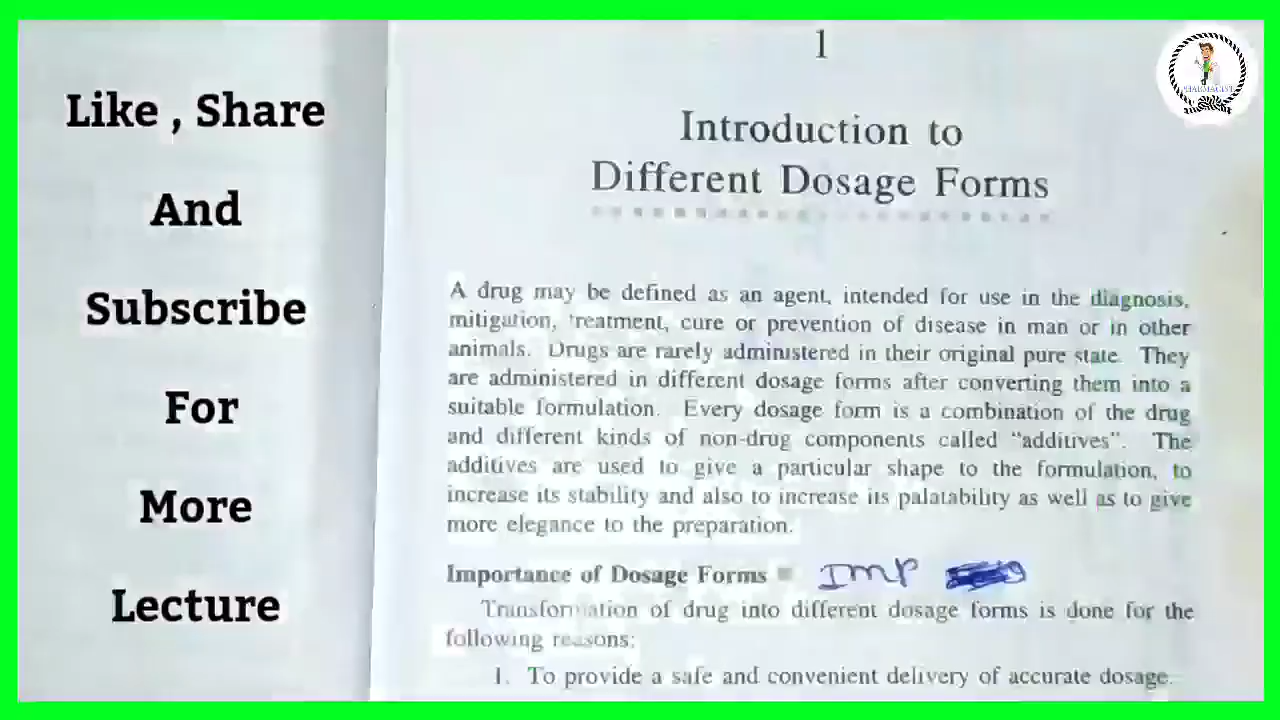 Like , Share
And
Subscribe
For
More
Lecture
1
Introduction to
Different Dosage Forms
PHARMACIST
A drug may be defined as an agent, intended for use in the diagnosis,
mitigation, treatment, cure or prevention of disease in man or in other
animals. Drugs are rarely administered in their original pure state. They
are administered in different dosage forms after converting them into a
suitable formulation. Every dosage form is a combination of the drug
and different kinds of non-drug components called "additives". The
additives are used to give a particular shape to the formulation, to
increase its stability and also to increase its palatability as well as to give
more elegance to the preparation.
Importance of Dosage Forms IMP
Transformation of drug into different dosage forms is done for the
following reasons:
1. To provide a safe and convenient delivery of accurate dosage.